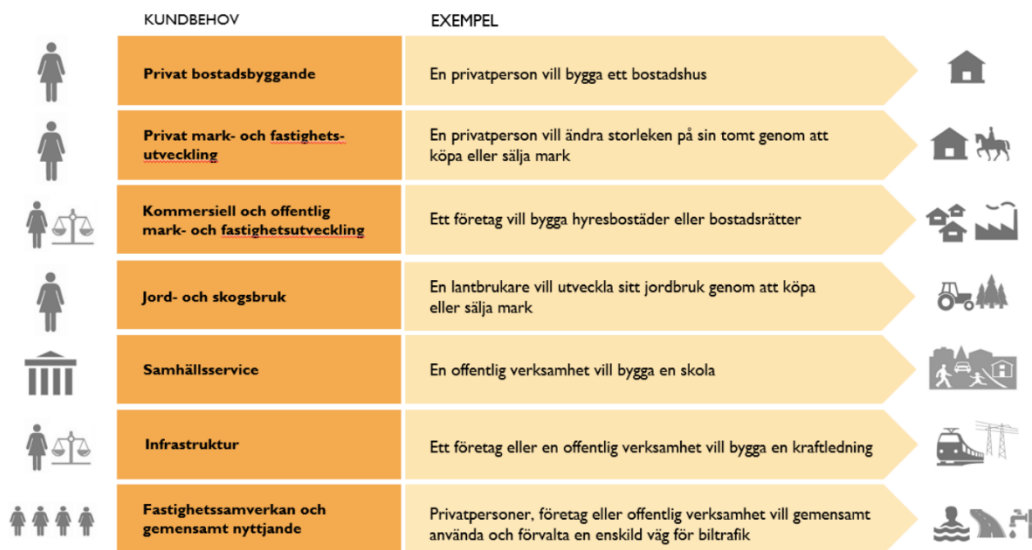 KUNDBEHOV
EXEMPEL
Privat bostadsbyggande
En privatperson vill bygga ett bostadshus
Privat mark- och fastighets-
utveckling
En privatperson vill ändra storleken på sin tomt genom att
köpa eller sälja mark
Kommersiell och offentlig
mark- och fastighetsutveckling
Ett företag vill bygga hyresbostäder eller bostadsrätter
Jord- och skogsbruk
En lantbrukare vill utveckla sitt jordbruk genom att köpa
eller sälja mark
Samhällsservice
En offentlig verksamhet vill bygga en skola
Infrastruktur
Ett företag eller en offentlig verksamhet vill bygga en kraftledning
Fastighetssamverkan och
gemensamt nyttjande
Privatpersoner, företag eller offentlig verksamhet vill gemensamt
använda och förvalta en enskild väg för biltrafik